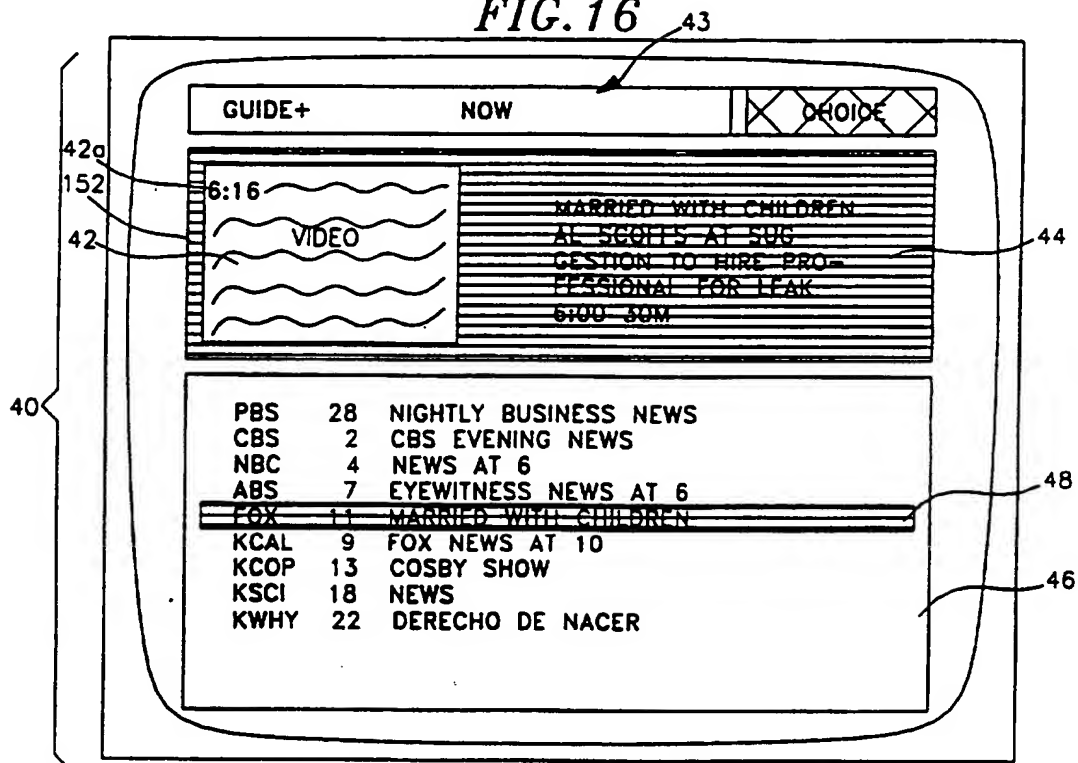 FIG. 16
43
GUIDE+ NOW CHOICE
42a
152
42
6:16
VIDEO
MARRIED WITH CHILDREN
AL SCOFFS AT SUG
GESTION TO HIRE PRO-
FESSIONAL FOR LEAK
6:00 30M
44
40
PBS 28 NIGHTLY BUSINESS NEWS
CBS 2 CBS EVENING NEWS
NBC 4 NEWS AT 6
ABS 7 EYEWITNESS NEWS AT 6
FOX 11 MARRIED WITH CHILDREN
KCAL 9 FOX NEWS AT 10
KCOP 13 COSBY SHOW
KSCI 18 NEWS
KWHY 22 DERECHO DE NACER
48
46